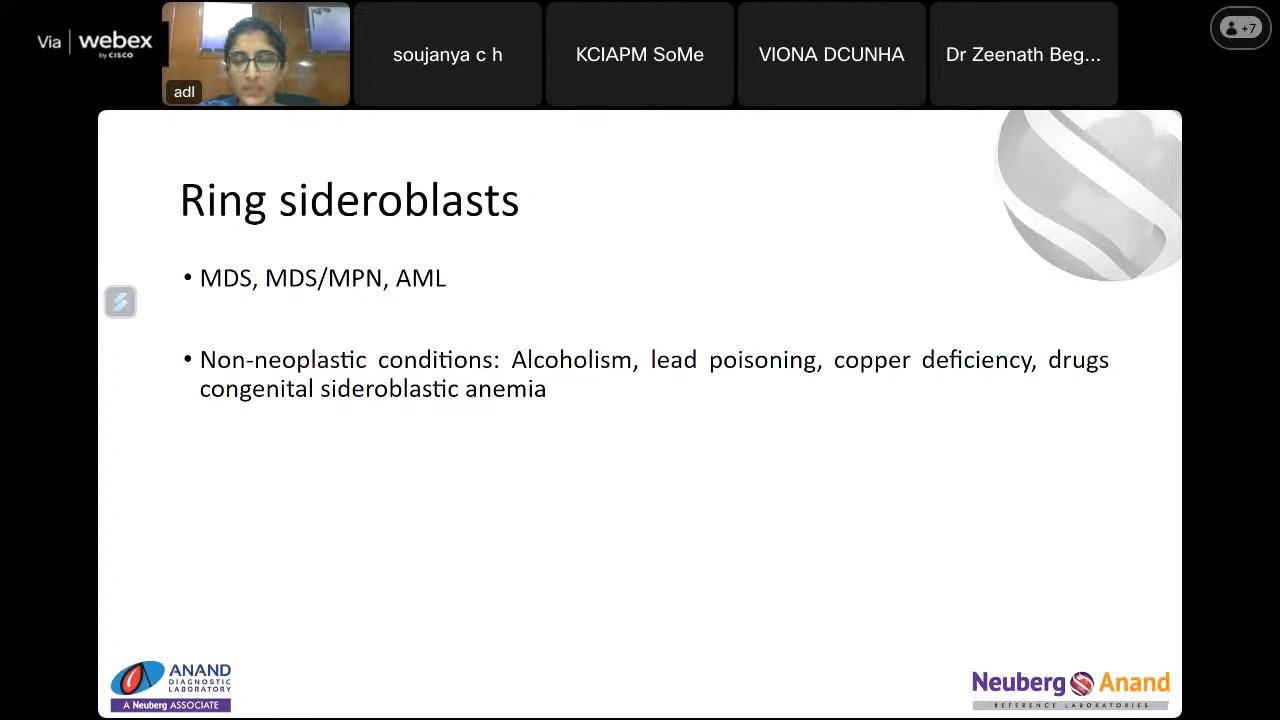 Via webex
by CISCO
adl
soujanya c h
KCIAPM SoMe
VIONA DCUNHA
Dr Zeenath Beg...
+7
Ring sideroblasts
• MDS, MDS/MPN, AML
• Non-neoplastic conditions: Alcoholism, lead poisoning, copper deficiency, drugs
congenital sideroblastic anemia
ANAND
DIAGNOSTIC
LABORATORY
A Neuberg ASSOCIATE
Neuberg Anand
REFERENCE LABORATORIES